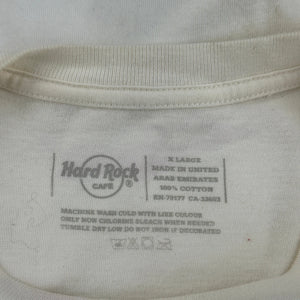 Hard Rock
CAFE
®
X LARGE
MADE IN UNITED
ARAB EMIRATES
100% COTTON
RN-79177 CA-33603
MACHINE WASH COLD WITH LIKE COLOUR
ONLY NON CHLORINE BLEACH WHEN NEEDED
TUMBLE DRY LOW DO NOT IRON IF DECORATED